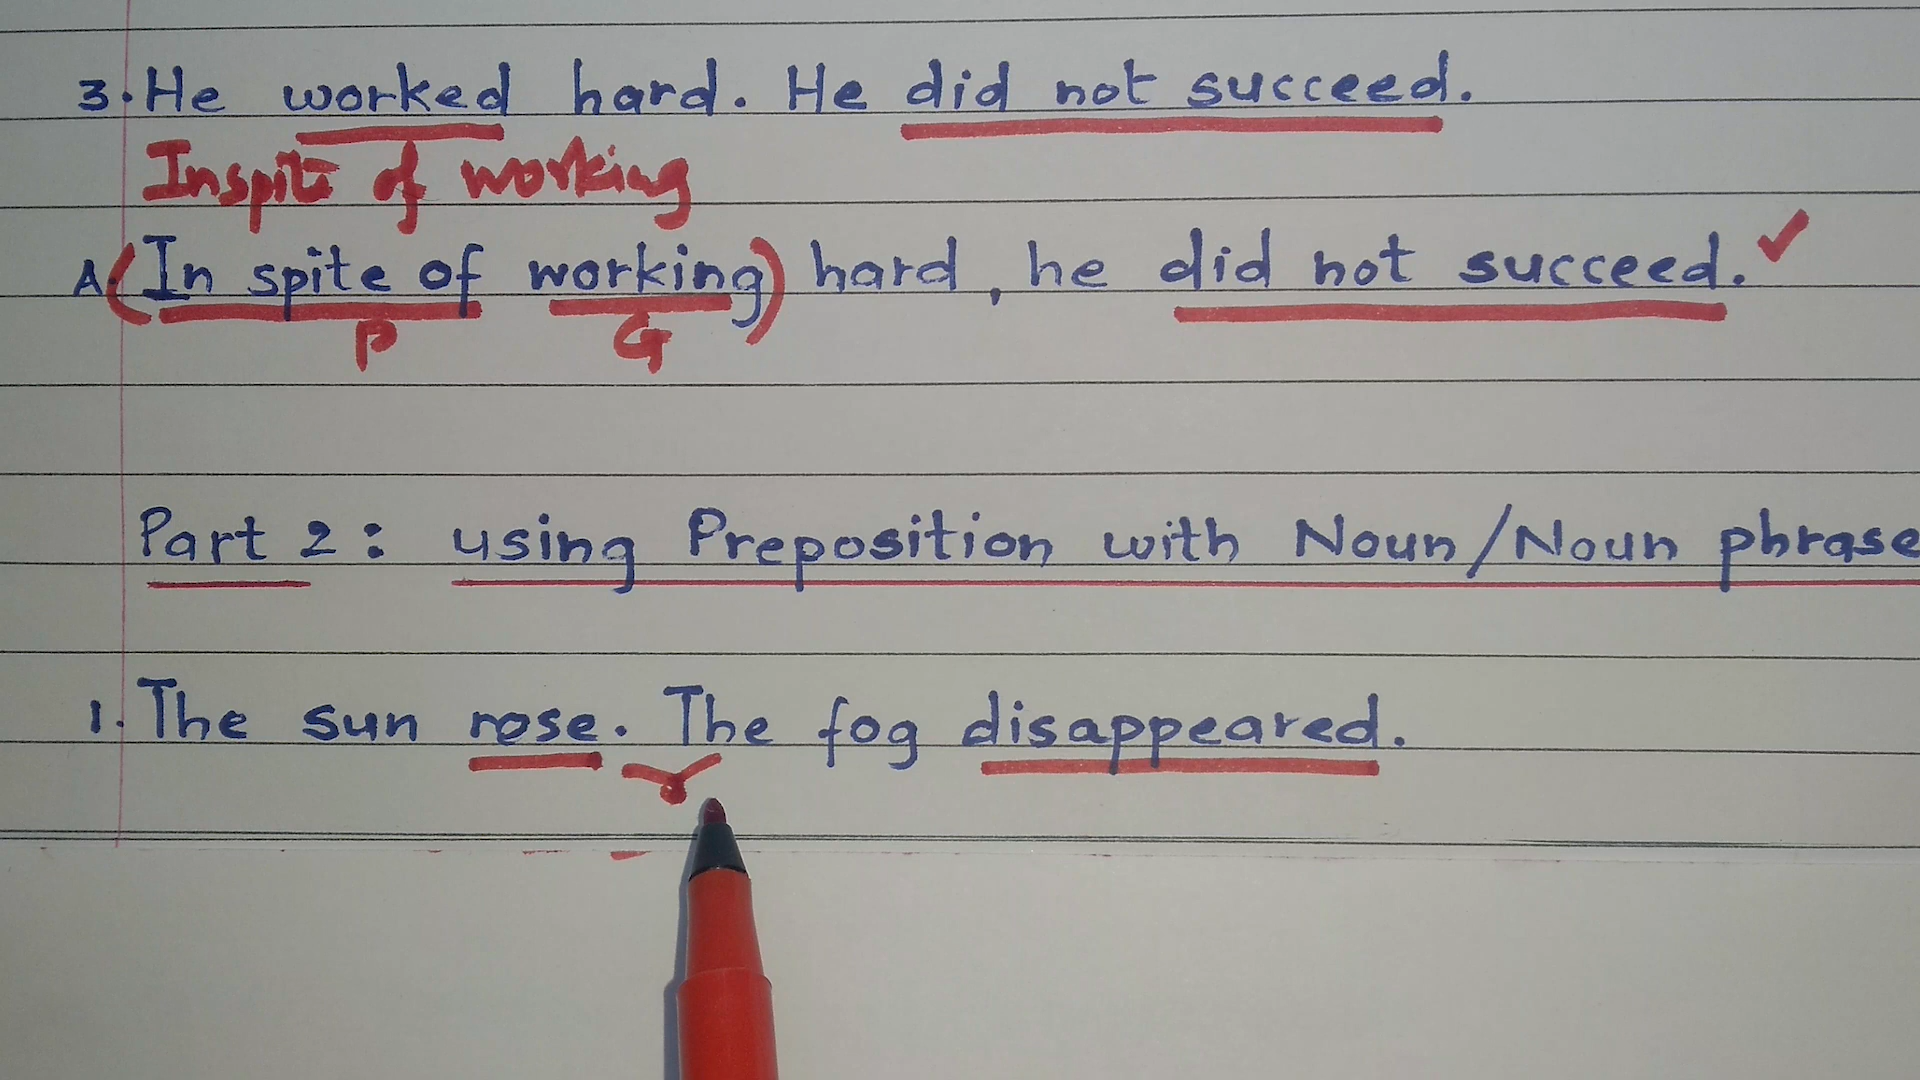 3. He worked hard. He did not succeed.
Inspite of working
A. (In spite of working) hard, he did not succeed. ✓
P G
Part 2: using Preposition with Noun/Noun phrase
1. The sun rose. The fog disappeared.